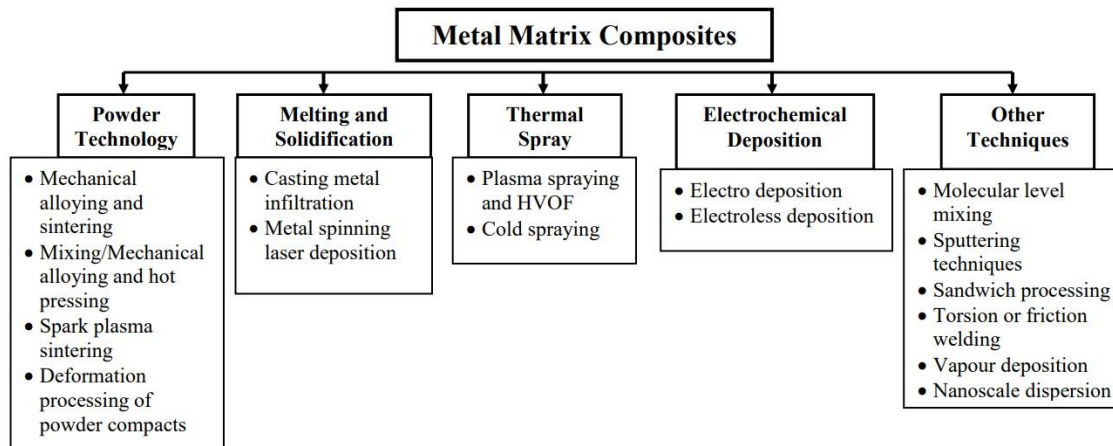 Metal Matrix Composites
Powder
Technology
• Mechanical
alloying and
sintering
• Mixing/Mechanical
alloying and hot
pressing
• Spark plasma
sintering
• Deformation
processing of
powder compacts
Melting and
Solidification
• Casting metal
infiltration
• Metal spinning
laser deposition
Thermal
Spray
• Plasma spraying
and HVOF
• Cold spraying
Electrochemical
Deposition
• Electro deposition
• Electroless deposition
Other
Techniques
• Molecular level
mixing
• Sputtering
techniques
• Sandwich processing
• Torsion or friction
welding
• Vapour deposition
• Nanoscale dispersion